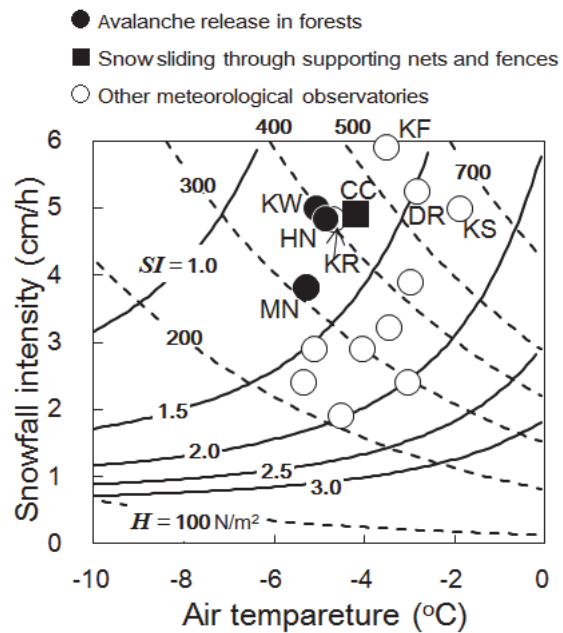 Avalanche release in forests
Snow sliding through supporting nets and fences
Other meteorological observatories
Snowfall intensity (cm/h)
6
5
4
3
2
1
0
400
500
KF
300
700
KW
CC
DR
KS
HN
SI = 1.0
KR
MN
200
1.5
2.0
2.5
3.0
H = 100 N/m²
-10
-8
-6
-4
-2
0
Air tempareture (°C)